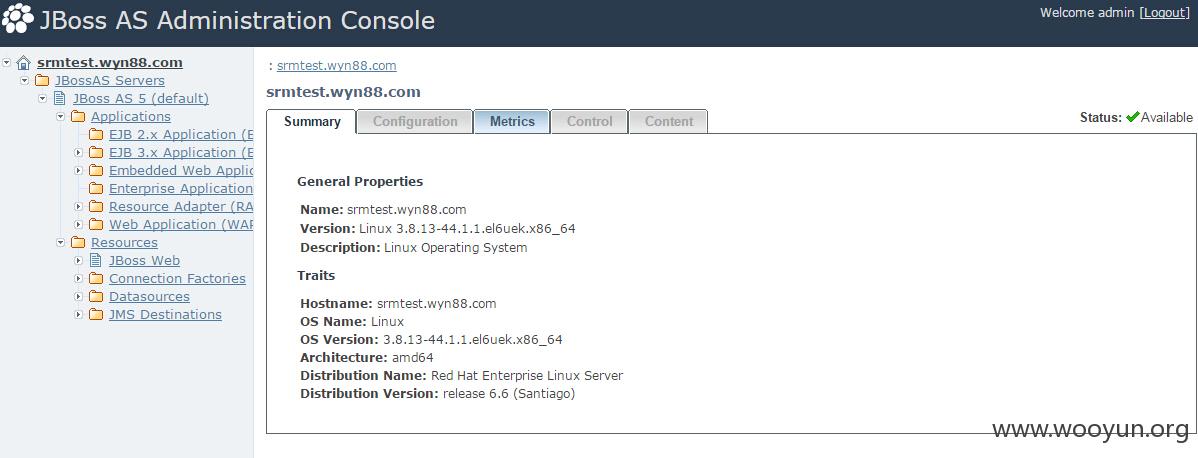 JBoss AS Administration Console
Welcome admin [Logout]
srmtest.wyn88.com
JBossAS Servers
JBoss AS 5 (default)
Applications
EJB 2.x Application (E
EJB 3.x Application (E
Embedded Web Applic
Enterprise Application
Resource Adapter (RA
Web Application (WAR
Resources
JBoss Web
Connection Factories
Datasources
JMS Destinations
: srmtest.wyn88.com
srmtest.wyn88.com
Summary Configuration Metrics Control Content
Status: Available
General Properties
Name: srmtest.wyn88.com
Version: Linux 3.8.13-44.1.1.el6uek.x86_64
Description: Linux Operating System
Traits
Hostname: srmtest.wyn88.com
OS Name: Linux
OS Version: 3.8.13-44.1.1.el6uek.x86_64
Architecture: amd64
Distribution Name: Red Hat Enterprise Linux Server
Distribution Version: release 6.6 (Santiago)
www.wooyun.org